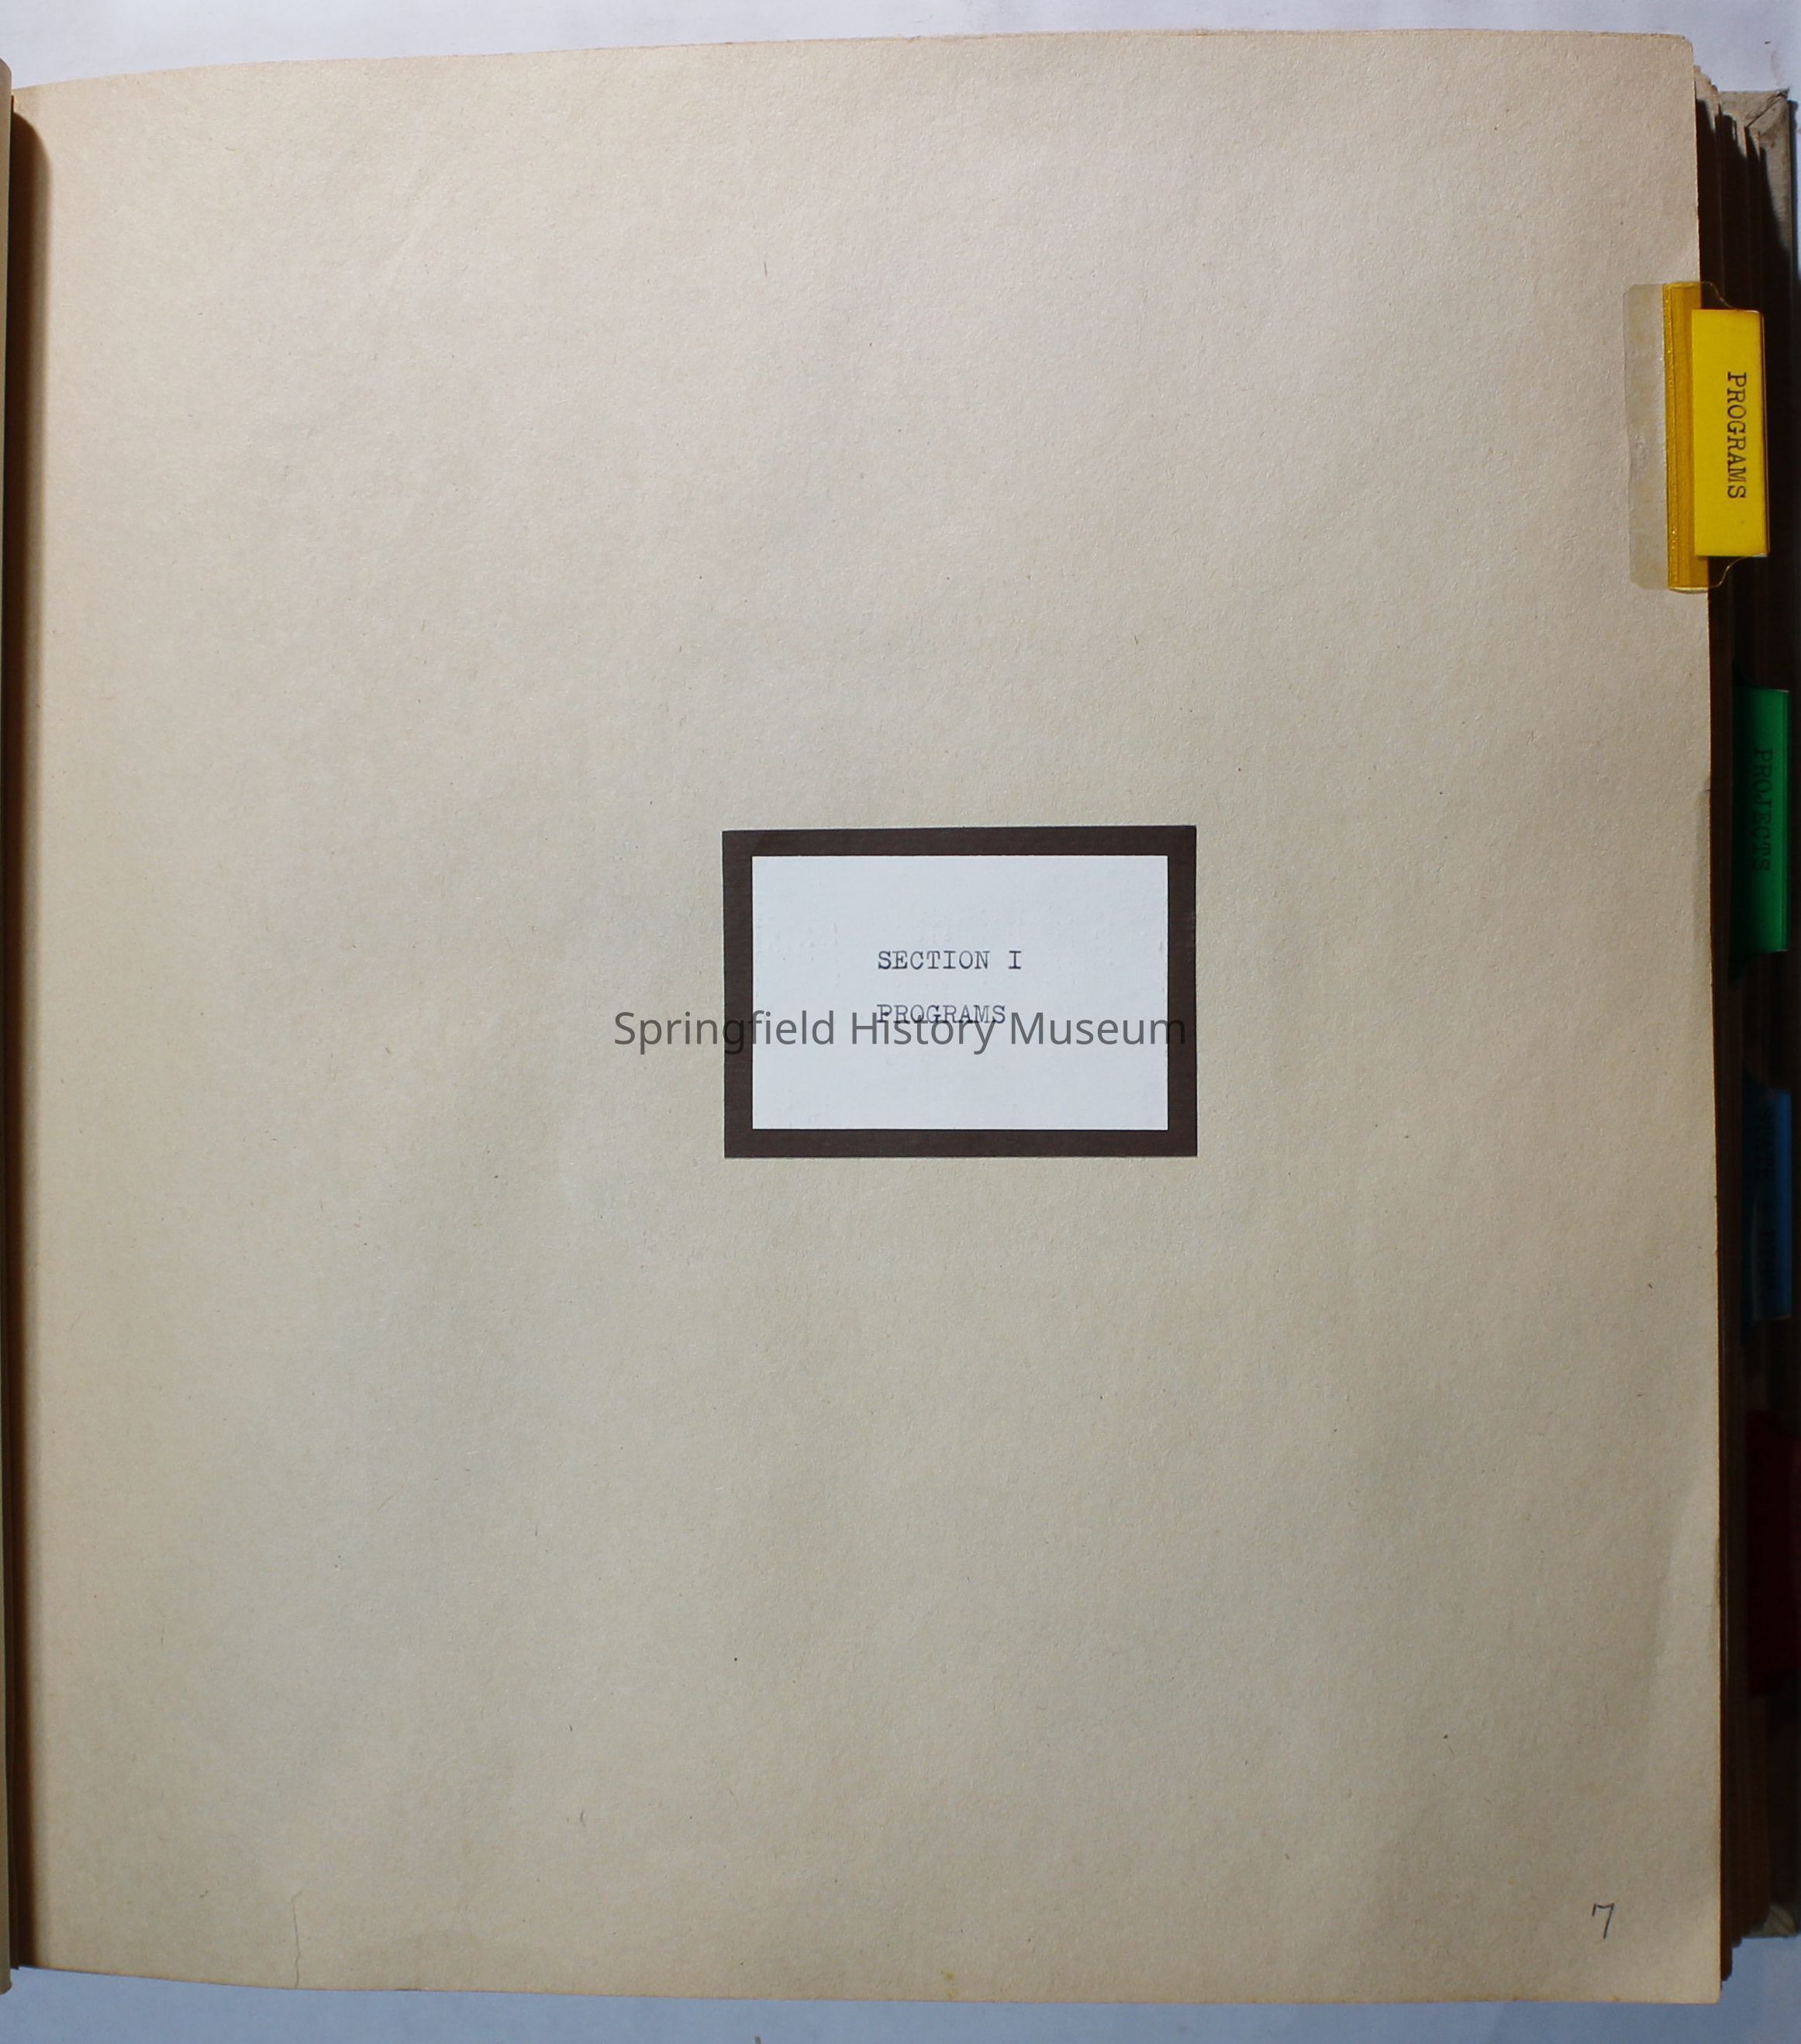 PROGRAMS
PROJECTS
SECTION I
PROGRAMS
Springfield History Museum
7